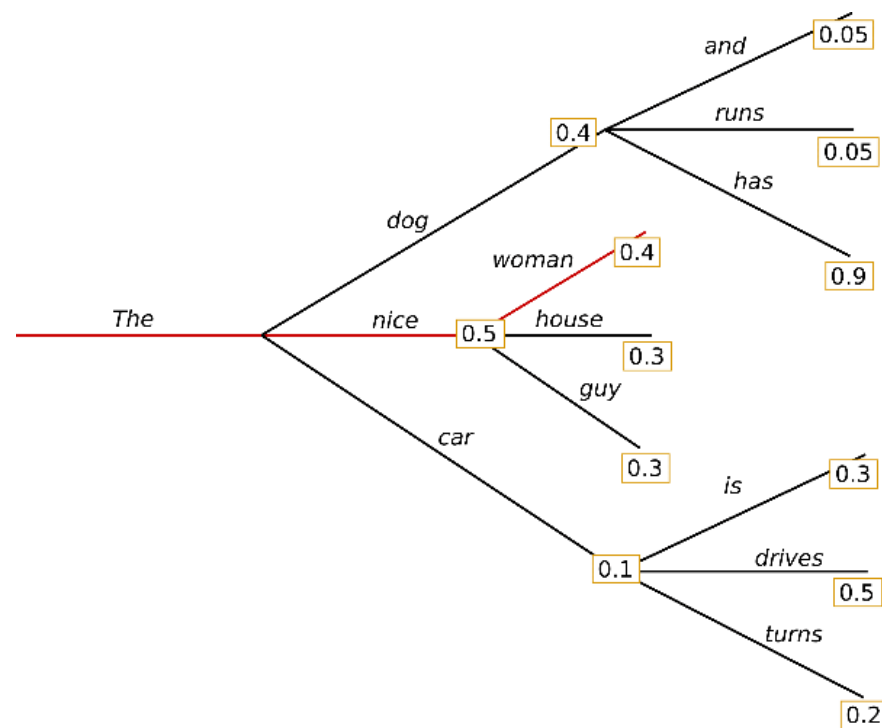 and
0.05
runs
0.4
0.05
has
dog
0.9
woman
0.4
The
nice
0.5
house
0.3
guy
car
0.3
is
0.3
drives
0.1
0.5
turns
0.2